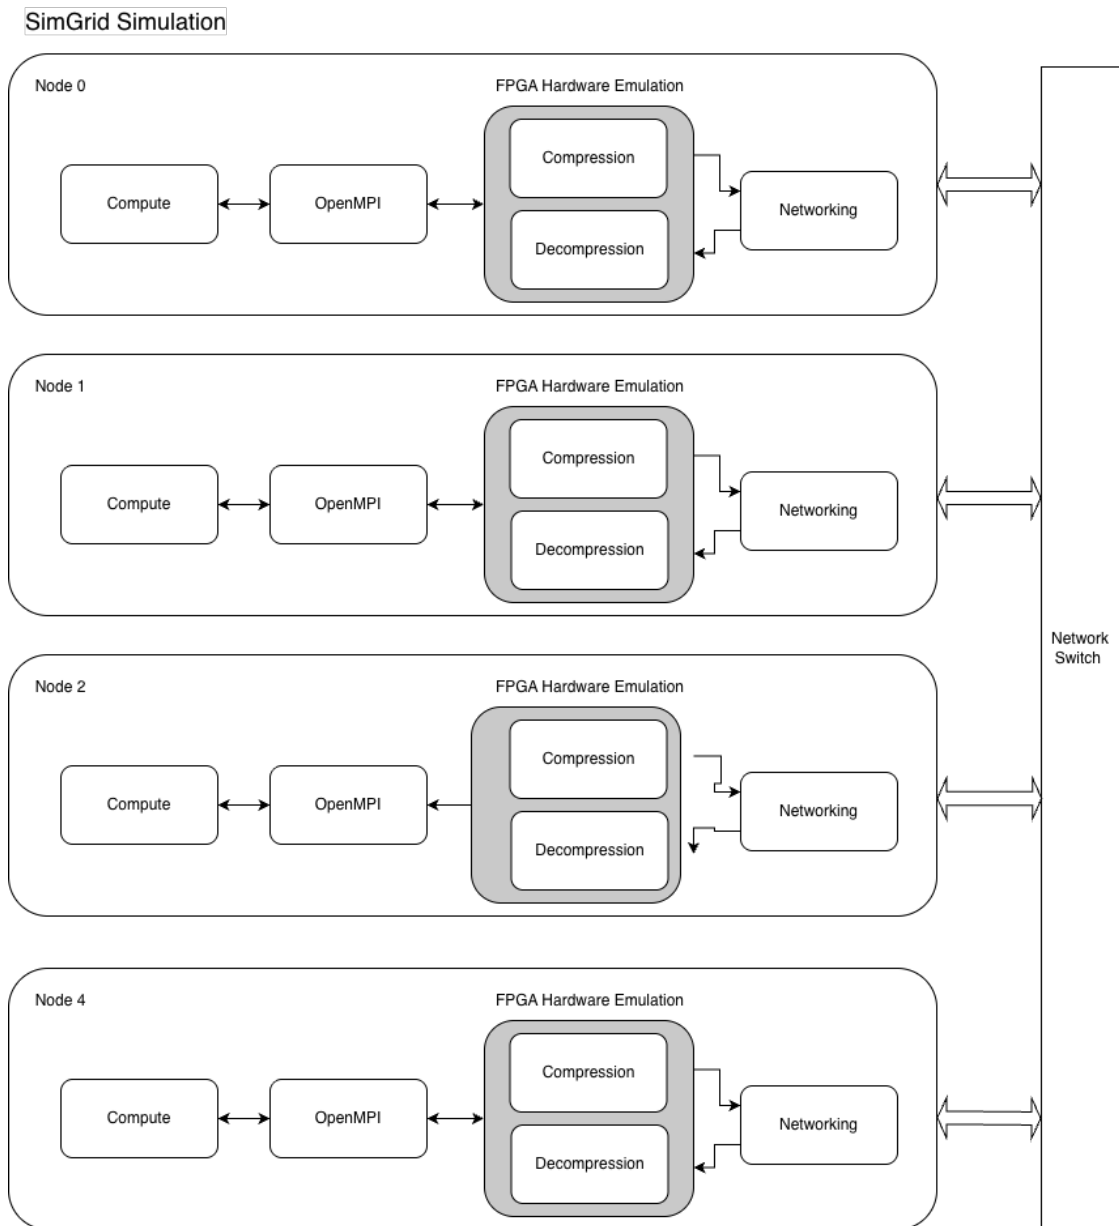 SimGrid Simulation
Node 0
FPGA Hardware Emulation
Compute
OpenMPI
Compression
Decompression
Networking
Node 1
FPGA Hardware Emulation
Compute
OpenMPI
Compression
Decompression
Networking
Network
Switch
Node 2
FPGA Hardware Emulation
Compute
OpenMPI
Compression
Decompression
Networking
Node 4
FPGA Hardware Emulation
Compute
OpenMPI
Compression
Decompression
Networking